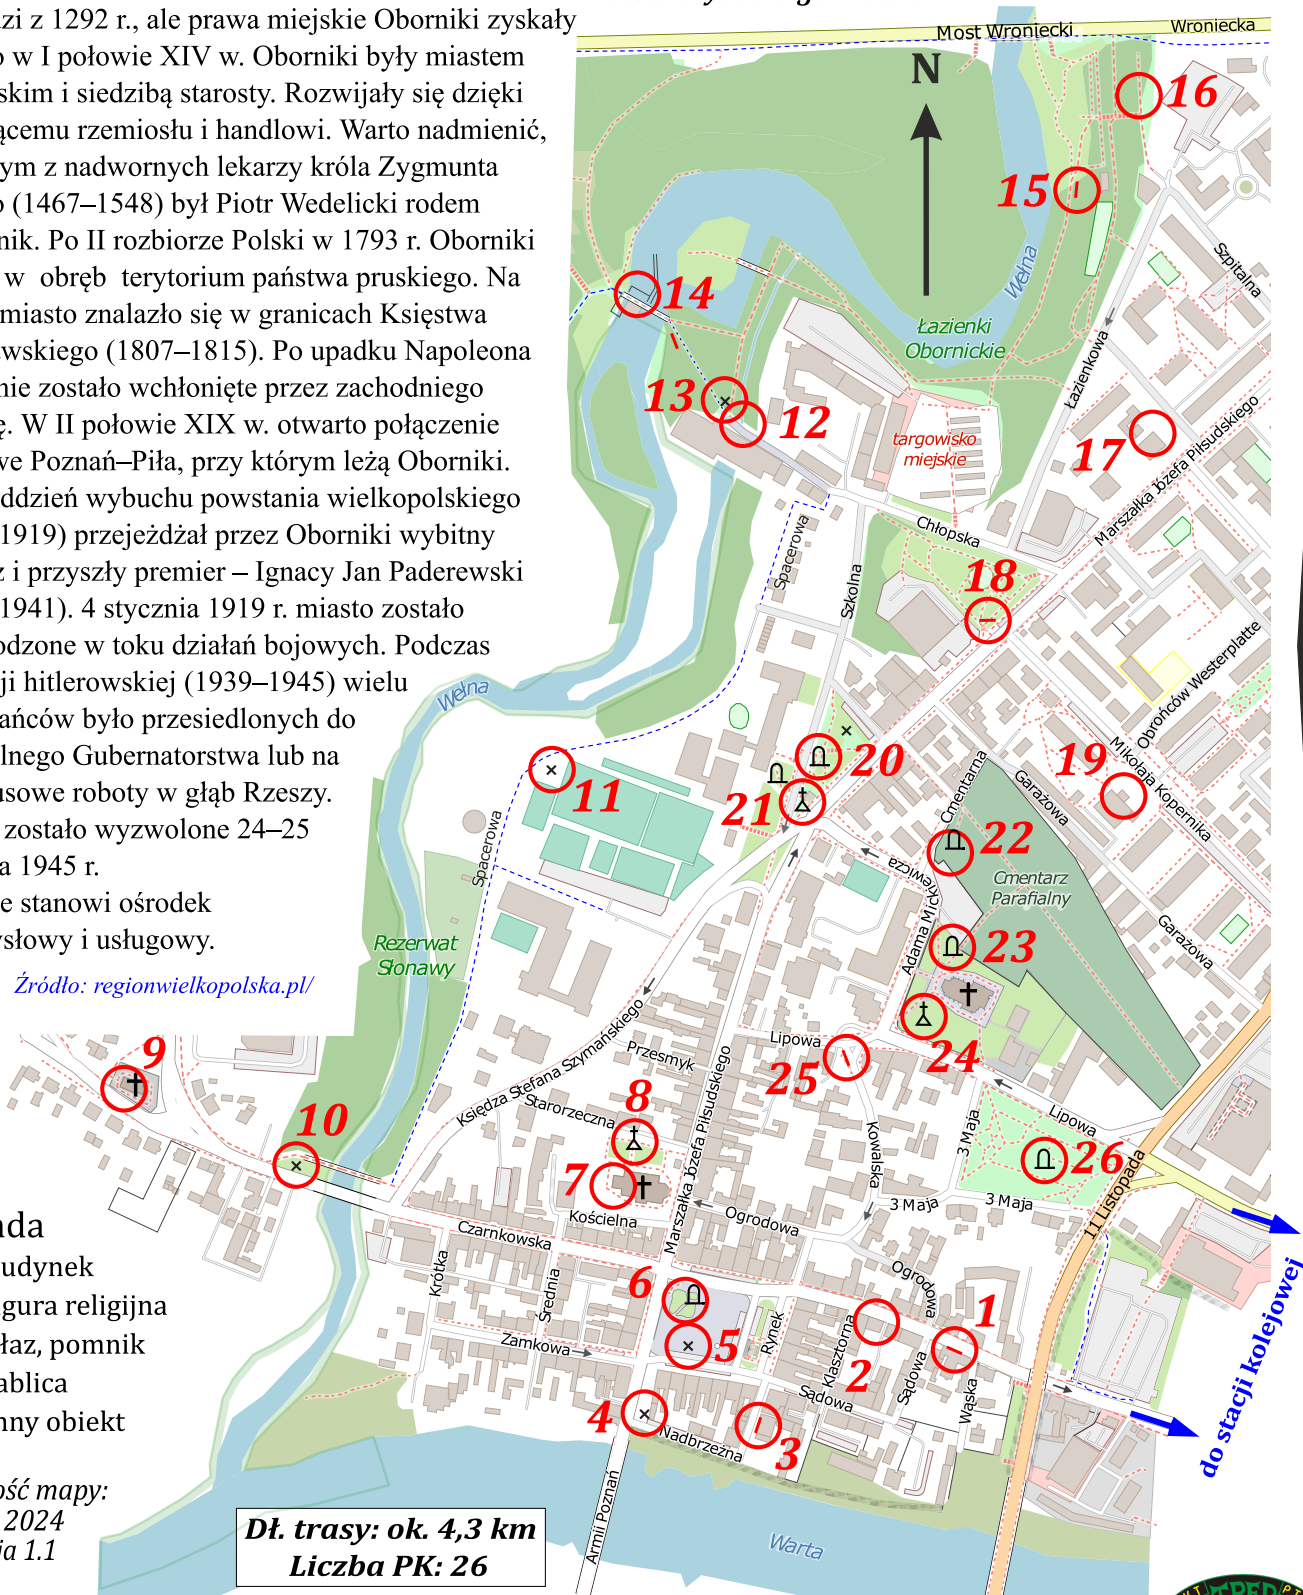 zi z 1292 r., ale prawa miejskie Oborniki zyskały
o w I połowie XIV w. Oborniki były miastem
skim i siedzibą starosty. Rozwijały się dzięki
ącemu rzemiosłu i handlowi. Warto nadmienić,
ym z nadwornych lekarzy króla Zygmunta
o (1467–1548) był Piotr Wedelicki rodem
nik. Po II rozbiorze Polski w 1793 r. Oborniki
w obręb terytorium państwa pruskiego. Na
miasto znalazło się w granicach Księstwa
wskiego (1807–1815). Po upadku Napoleona
nie zostało wchłonięte przez zachodniego
ę. W II połowie XIX w. otwarto połączenie
we Poznań–Piła, przy którym leżą Oborniki.
ddzień wybuchu powstania wielkopolskiego
1919) przejeżdżał przez Oborniki wybitny
z i przyszły premier – Ignacy Jan Paderewski
1941). 4 stycznia 1919 r. miasto zostało
odzone w toku działań bojowych. Podczas
ji hitlerowskiej (1939–1945) wielu
ańców było przesiedlonych do
lnego Gubernatorstwa lub na
usowe roboty w głąb Rzeszy.
zostało wyzwolone 24–25
a 1945 r.
e stanowi ośrodek
ysłowy i usługowy.
Źródło: regionwielkopolska.pl/
Most Wroniecki
Wroniecka
N
16
15
Wełna
Szpitalna
14
Łazienki
Obornickie
Łazienkowa
13
12
targowisko
miejskie
17
Marszałka Józefa Piłsudskiego
Chłopska
Spacerowa
Szkolna
18
Obrońców Westerplatte
Wełna
Mikołaja Kopernika
19
20
11
21
Cmentarna
Garażowa
22
Cmentarz
Parafialny
Spacerowa
Adama Mickiewicza
Garażowa
Rezerwat
Słonawy
23
Księdza Stefana Szymańskiego
Przesmyk
Lipowa
24
25
9
8
Starorzeczna
Marszałka Józefa Piłsudskiego
Lipowa
10
7
Kowalska
3 Maja
26
Kościelna
Ogrodowa
3 Maja
3 Maja
11 Listopada
Czarnkowska
Krótka
Średnia
6
Ogrodowa
1
Zamkowa
5
Rynek
Klasztorna
2
Sądowa
Sądowa
Wąska
4
Nadbrzeżna
3
do stacji kolejowej
Armii Poznań
Warta
nda
udynek
gura religijna
łaz, pomnik
ablica
nny obiekt
ość mapy:
2024
ja 1.1
Dł. trasy: ok. 4,3 km
Liczba PK: 26